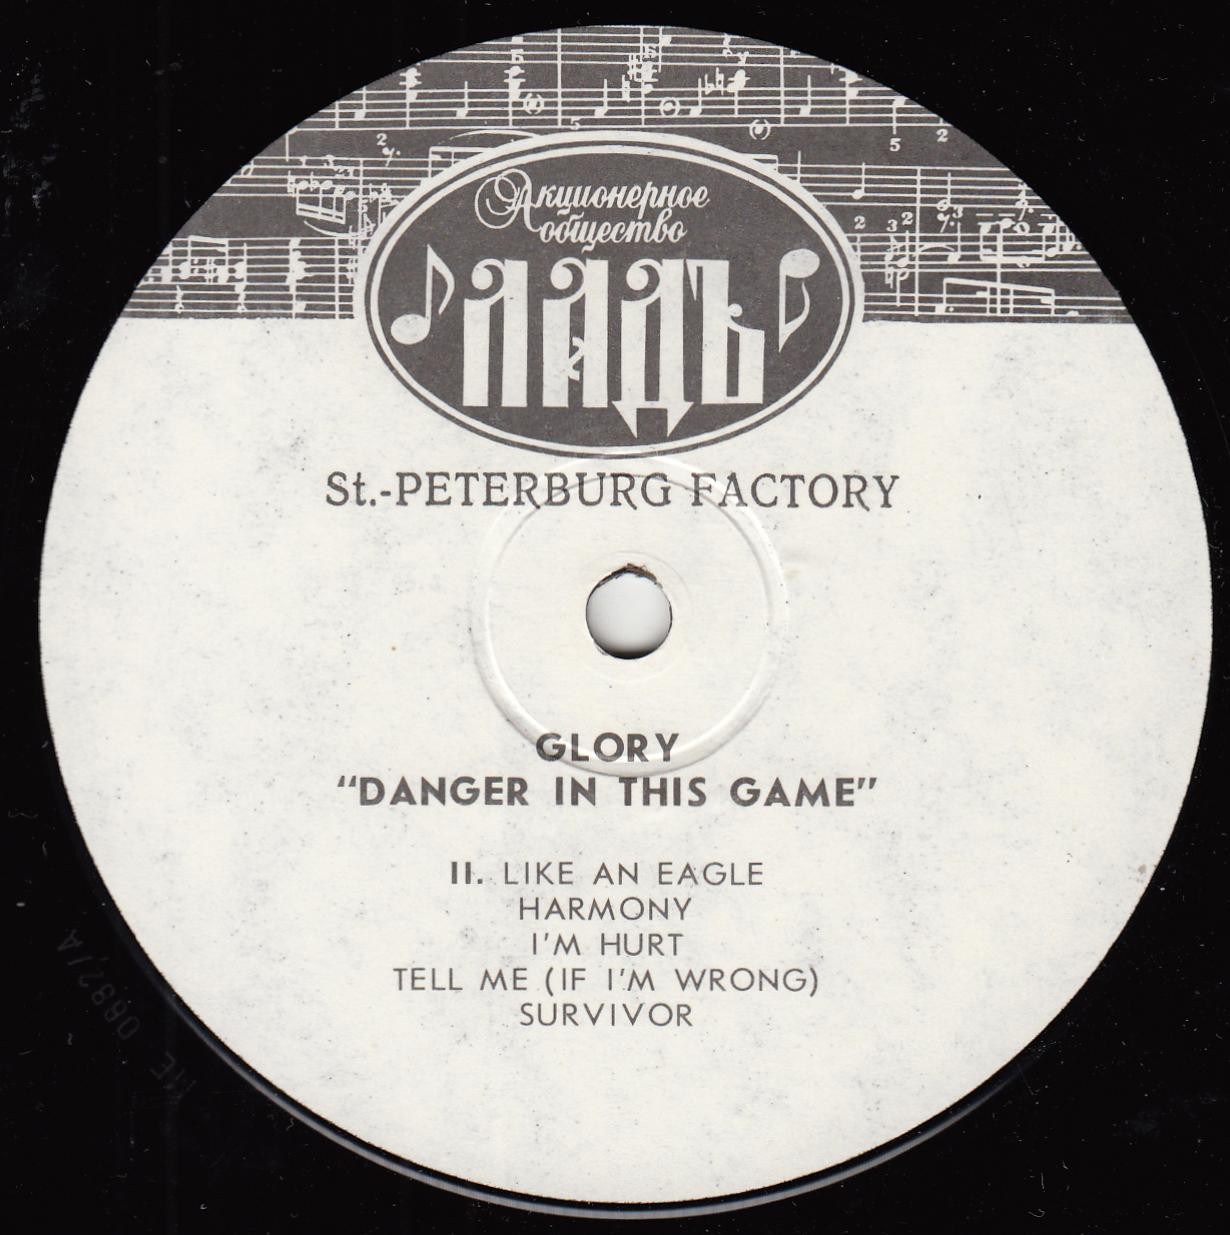 Акционерное
общество
ЛАДЪ
St.-PETERBURG FACTORY
GLORY
“DANGER IN THIS GAME”
II. LIKE AN EAGLE
HARMONY
I'M HURT
TELL ME (IF I'M WRONG)
SURVIVOR